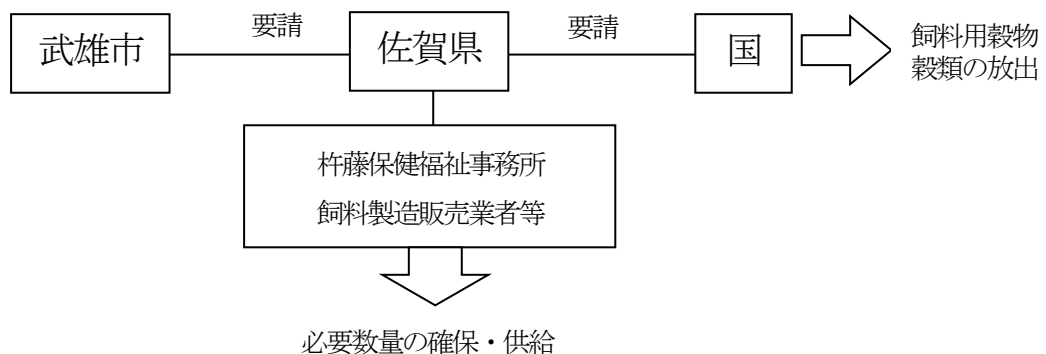 要請
要請
武雄市
佐賀県
国
飼料用穀物
穀類の放出
杵藤保健福祉事務所
飼料製造販売業者等
必要数量の確保・供給